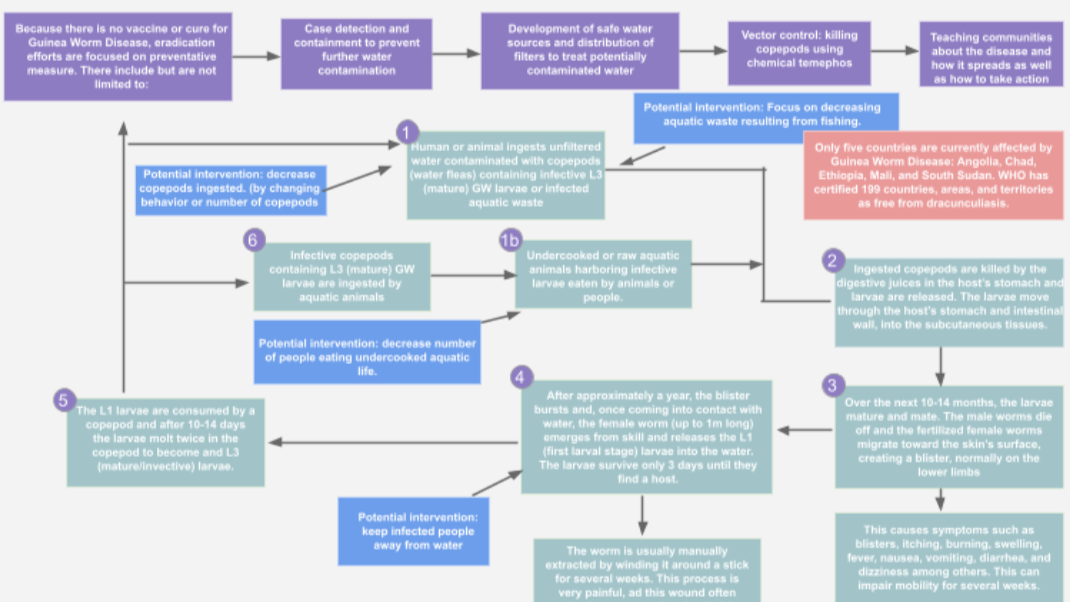 Because there is no vaccine or cure for
Guinea Worm Disease, eradication
efforts are focused on preventative
measure. There include but are not
limited to:
Case detection and
containment to prevent
further water
contamination
Development of safe water
sources and distribution of
filters to treat potentially
contaminated water
Vector control: killing
copepods using
chemical temephos
Teaching communities
about the disease and
how it spreads as well
as how to take action
Potential intervention: Focus on decreasing
aquatic waste resulting from fishing.
1
Human or animal ingests unfiltered
water contaminated with copepods
(water fleas) containing infective L3
(mature) GW larvae or infected
aquatic waste
Only five countries are currently affected by
Guinea Worm Disease: Angolia, Chad,
Ethiopia, Mali, and South Sudan. WHO has
certified 199 countries, areas, and territories
as free from dracunculiasis.
Potential intervention: decrease
copepods ingested. (by changing
behavior or number of copepods
6
Infective copepods
containing L3 (mature) GW
larvae are ingested by
aquatic animals
1b
Undercooked or raw aquatic
animals harboring infective
larvae eaten by animals or
people.
2
Ingested copepods are killed by the
digestive juices in the host's stomach and
larvae are released. The larvae move
through the host's stomach and intestinal
wall, into the subcutaneous tissues.
Potential intervention: decrease number
of people eating undercooked aquatic
life.
5
The L1 larvae are consumed by a
copepod and after 10-14 days
the larvae molt twice in the
copepod to become and L3
(mature/invective) larvae.
4
After approximately a year, the blister
bursts and, once coming into contact with
water, the female worm (up to 1m long)
emerges from skill and releases the L1
(first larval stage) larvae into the water.
The larvae survive only 3 days until they
find a host.
3
Over the next 10-14 months, the larvae
mature and mate. The male worms die
off and the fertilized female worms
migrate toward the skin's surface,
creating a blister, normally on the
lower limbs
Potential intervention:
keep infected people
away from water
The worm is usually manually
extracted by winding it around a stick
for several weeks. This process is
very painful, ad this wound often
This causes symptoms such as
blisters, itching, burning, swelling,
fever, nausea, vomiting, diarrhea, and
dizziness among others. This can
impair mobility for several weeks.